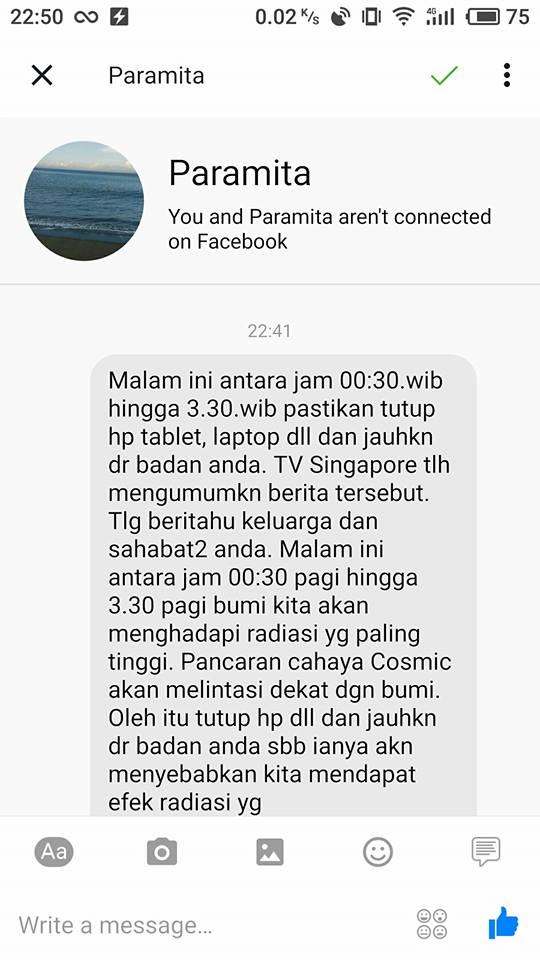 22:50
0.02 K/s
4G
75
Paramita
Paramita
You and Paramita aren't connected
on Facebook
22:41
Malam ini antara jam 00:30.wib
hingga 3.30.wib pastikan tutup
hp tablet, laptop dll dan jauhkn
dr badan anda. TV Singapore tlh
mengumumkn berita tersebut.
Tlg beritahu keluarga dan
sahabat2 anda. Malam ini
antara jam 00:30 pagi hingga
3.30 pagi bumi kita akan
menghadapi radiasi yg paling
tinggi. Pancaran cahaya Cosmic
akan melintasi dekat dgn bumi.
Oleh itu tutup hp dll dan jauhkn
dr badan anda sbb ianya akn
menyebabkan kita mendapat
efek radiasi yg
Aa
Write a message...